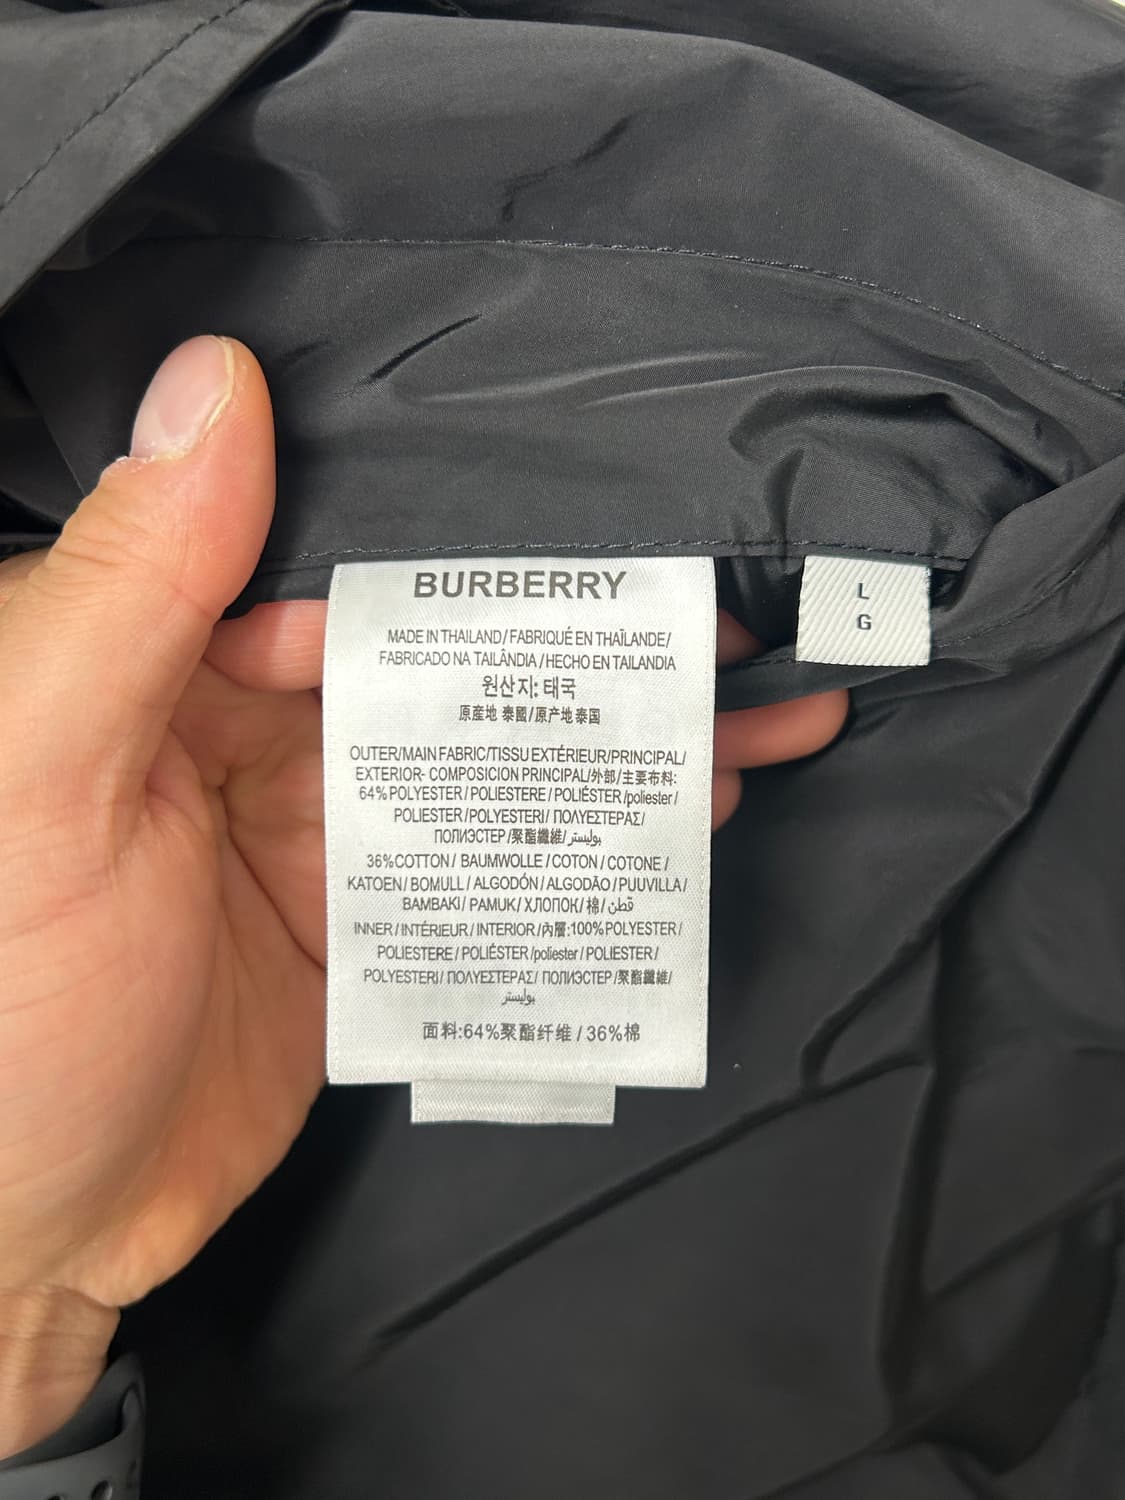 BURBERRY
MADE IN THAILAND / FABRIQUÉ EN THAÏLANDE /
FABRICADO NA TAILÂNDIA / HECHO EN TAILANDIA
원산지: 태국
原産地 泰國/原产地泰国
OUTER/MAIN FABRIC/TISSU EXTÉRIEUR/PRINCIPAL/
EXTERIOR- COMPOSICION PRINCIPAL/外部/主要布料:
64% POLYESTER / POLIESTERE / POLIÉSTER /poliester /
POLIESTER /POLYESTERI/ ΠΟΛΥΕΣΤΕΡΑΣ/
ПОЛИЭСТЕР /聚酯纖維/ بوليستر
36%COTTON / BAUMWOLLE / COTON / COTONE /
KATOEN / BOMULL / ALGODÓN / ALGODÃO / PUUVILLA /
BAMBAKI / PAMUK / ХЛОПОК/ 棉/ قطن
INNER / INTÉRIEUR / INTERIOR /內層:100% POLYESTER /
POLIESTERE / POLIÉSTER /poliester / POLIESTER /
POLYESTERI / ΠΟΛΥΕΣΤΕΡΑΣ/ ПОЛИЭСТЕР /聚酯纖維/
بوليستر
面料:64%聚酯纤维 / 36%棉
L
G